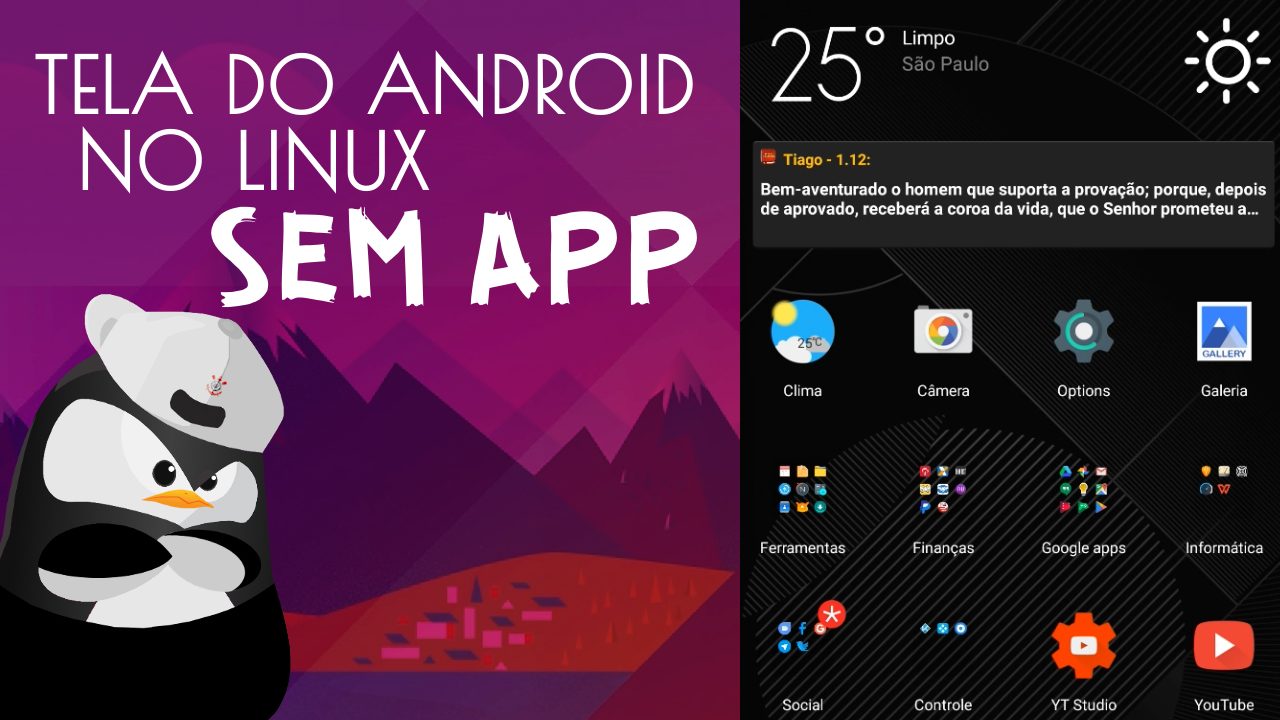 TELA DO ANDROID
NO LINUX
SEM APP
25°
Limpo
São Paulo
Tiago - 1.12:
Bem-aventurado o homem que suporta a provação; porque, depois
de aprovado, receberá a coroa da vida, que o Senhor prometeu a...
25°C
GALLERY
Clima
Câmera
Options
Galeria
Ferramentas
Finanças
Google apps
Informática
Social
Controle
YT Studio
YouTube